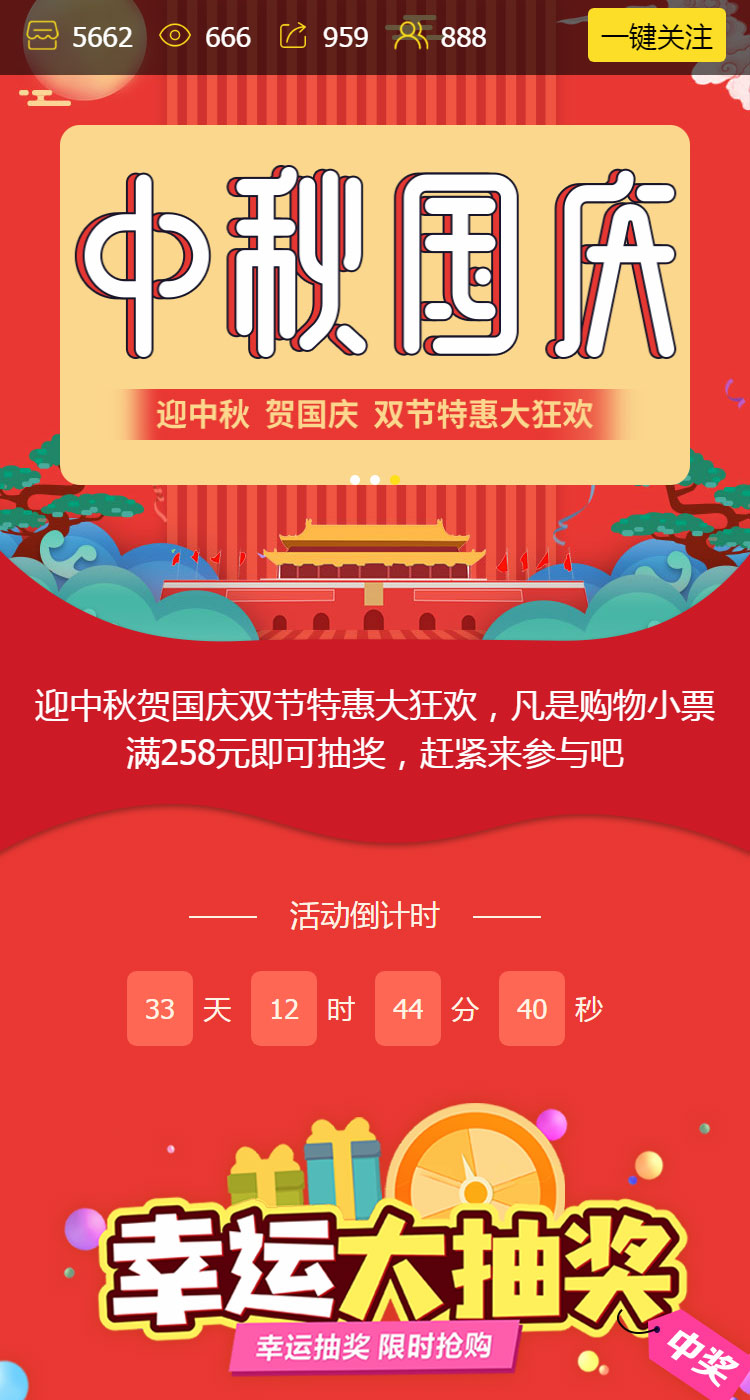 5662 666 959 888 一键关注
中秋国庆
迎中秋 贺国庆 双节特惠大狂欢
迎中秋贺国庆双节特惠大狂欢，凡是购物小票
满258元即可抽奖，赶紧来参与吧
活动倒计时
33 天 12 时 44 分 40 秒
幸运大抽奖
幸运抽奖 限时抢购
中奖